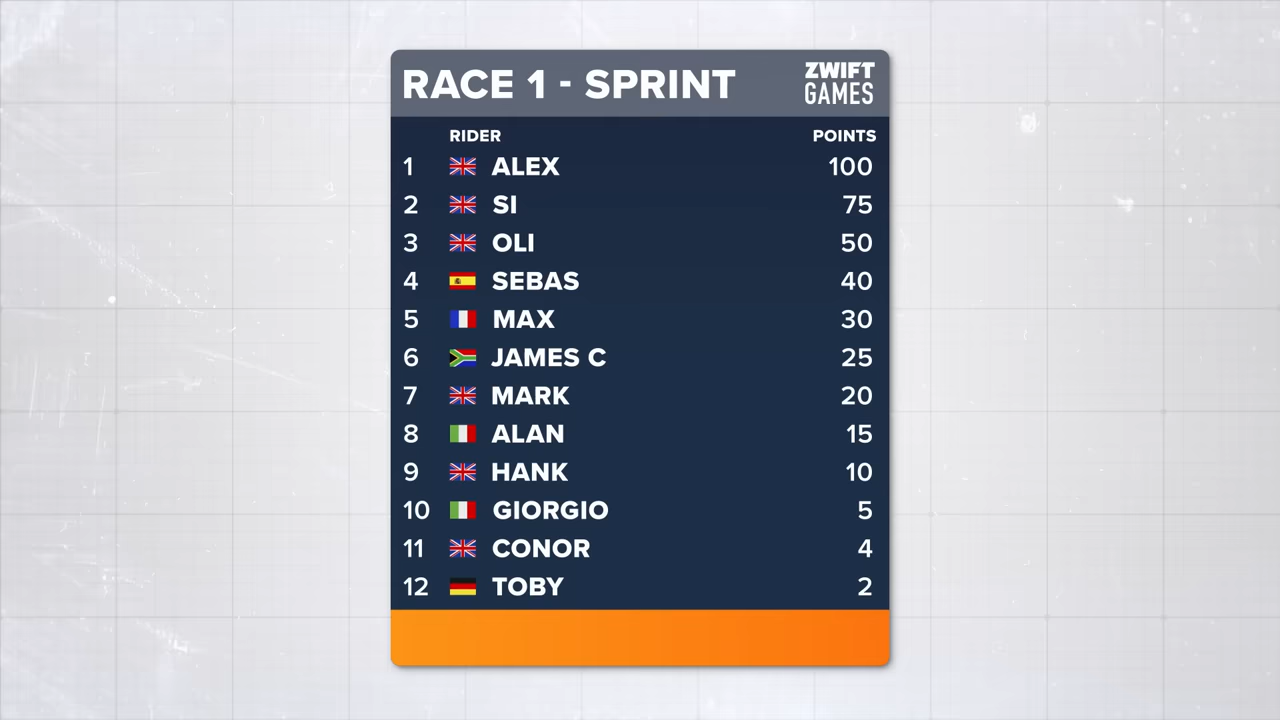 RACE 1 - SPRINT
ZWIFT
GAMES
RIDER POINTS
1 ALEX 100
2 SI 75
3 OLI 50
4 SEBAS 40
5 MAX 30
6 JAMES C 25
7 MARK 20
8 ALAN 15
9 HANK 10
10 GIORGIO 5
11 CONOR 4
12 TOBY 2